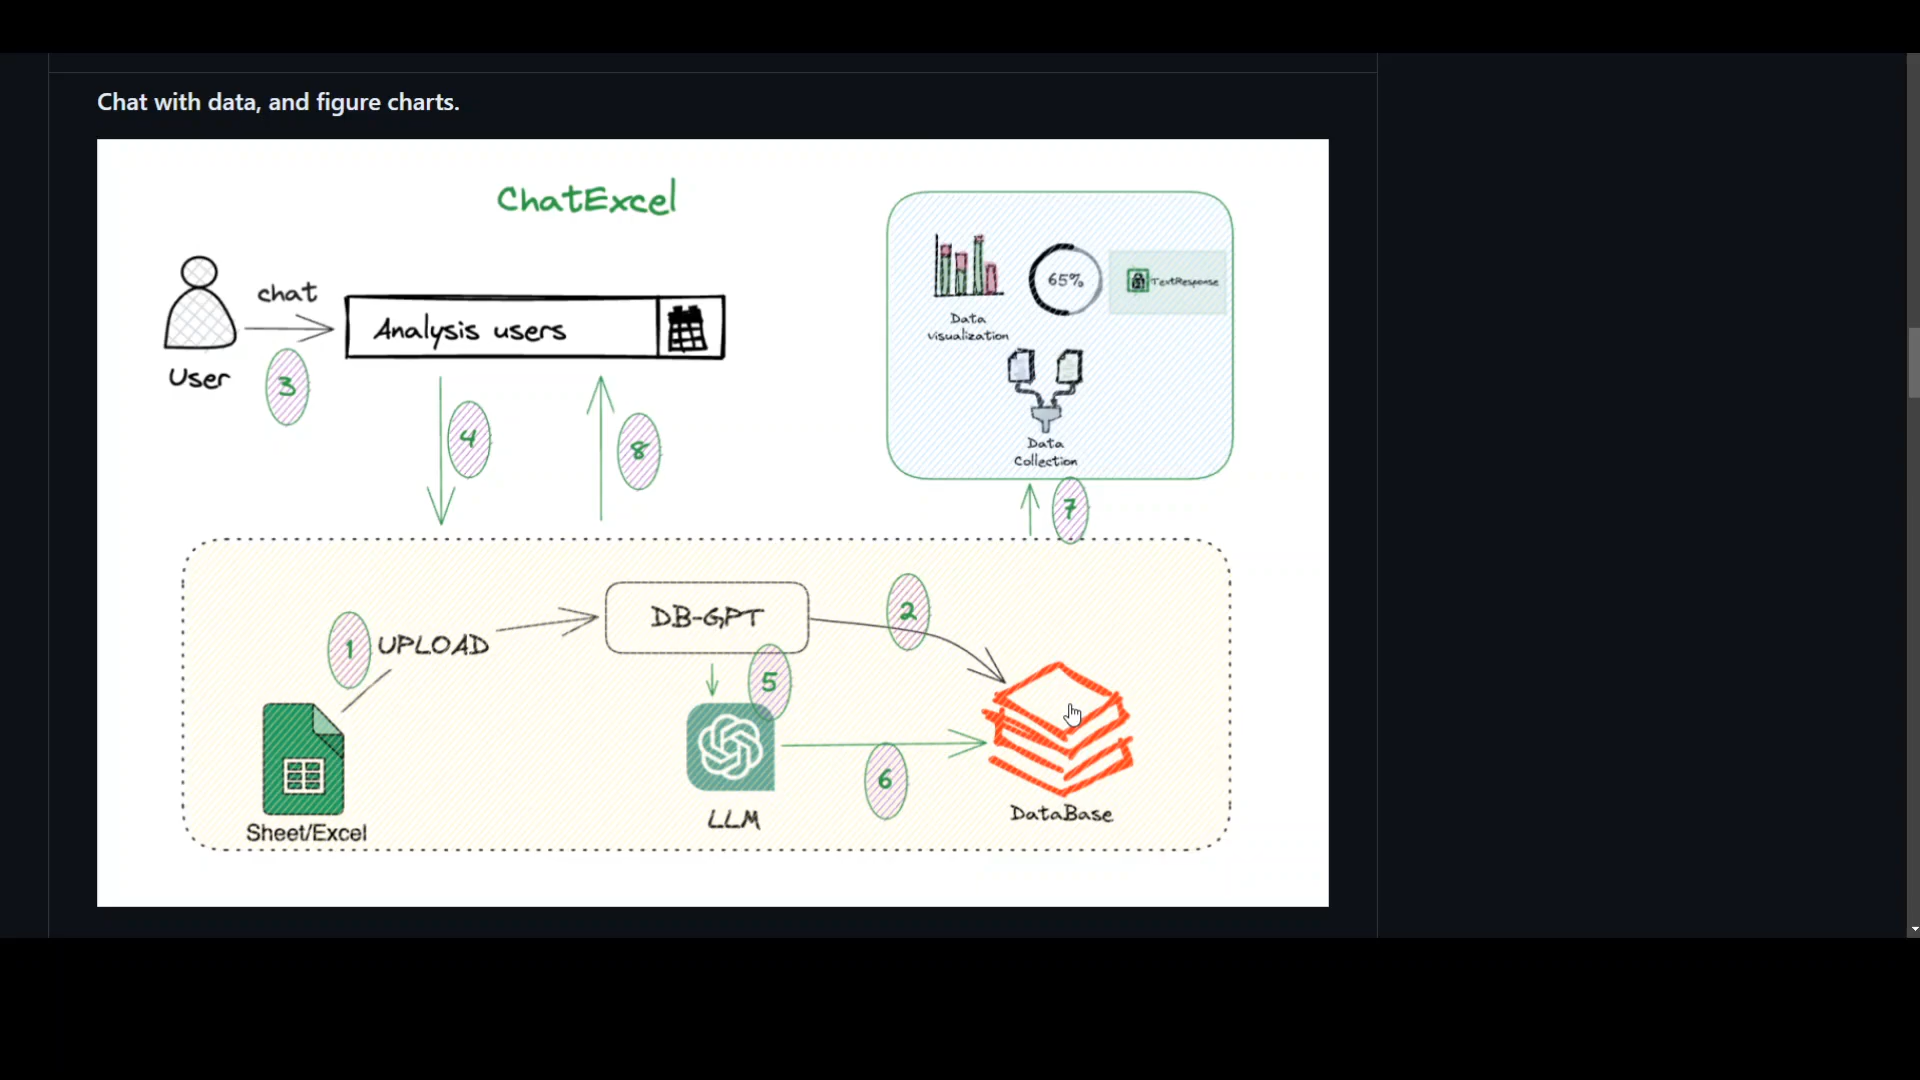 Chat with data, and figure charts.
ChatExcel
chat
Analysis users
User
3
4
8
65%
TextResponse
Data
visualization
Data
Collection
7
1
UPLOAD
DB-GPT
2
5
6
Sheet/Excel
LLM
DataBase